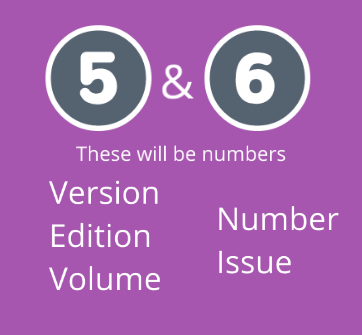 5 & 6
These will be numbers
Version
Edition
Volume
Number
Issue